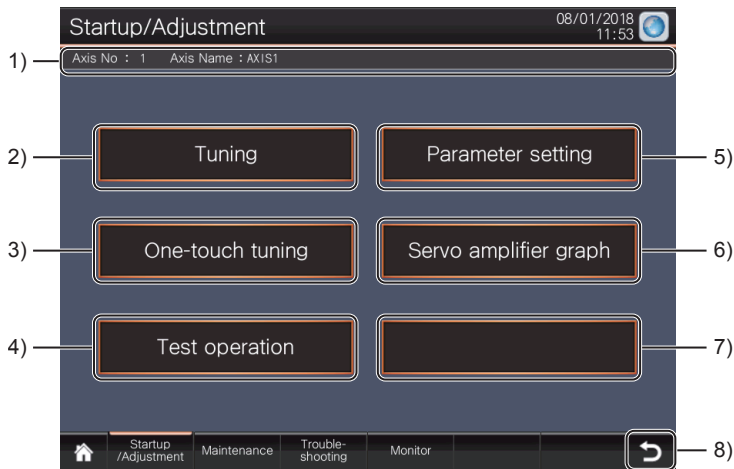 Startup/Adjustment
08/01/2018
11:53
1)
Axis No : 1 Axis Name : AXIS1
2)
Tuning
Parameter setting
5)
3)
One-touch tuning
Servo amplifier graph
6)
4)
Test operation
7)
Startup
/Adjustment
Maintenance
Trouble-
shooting
Monitor
8)